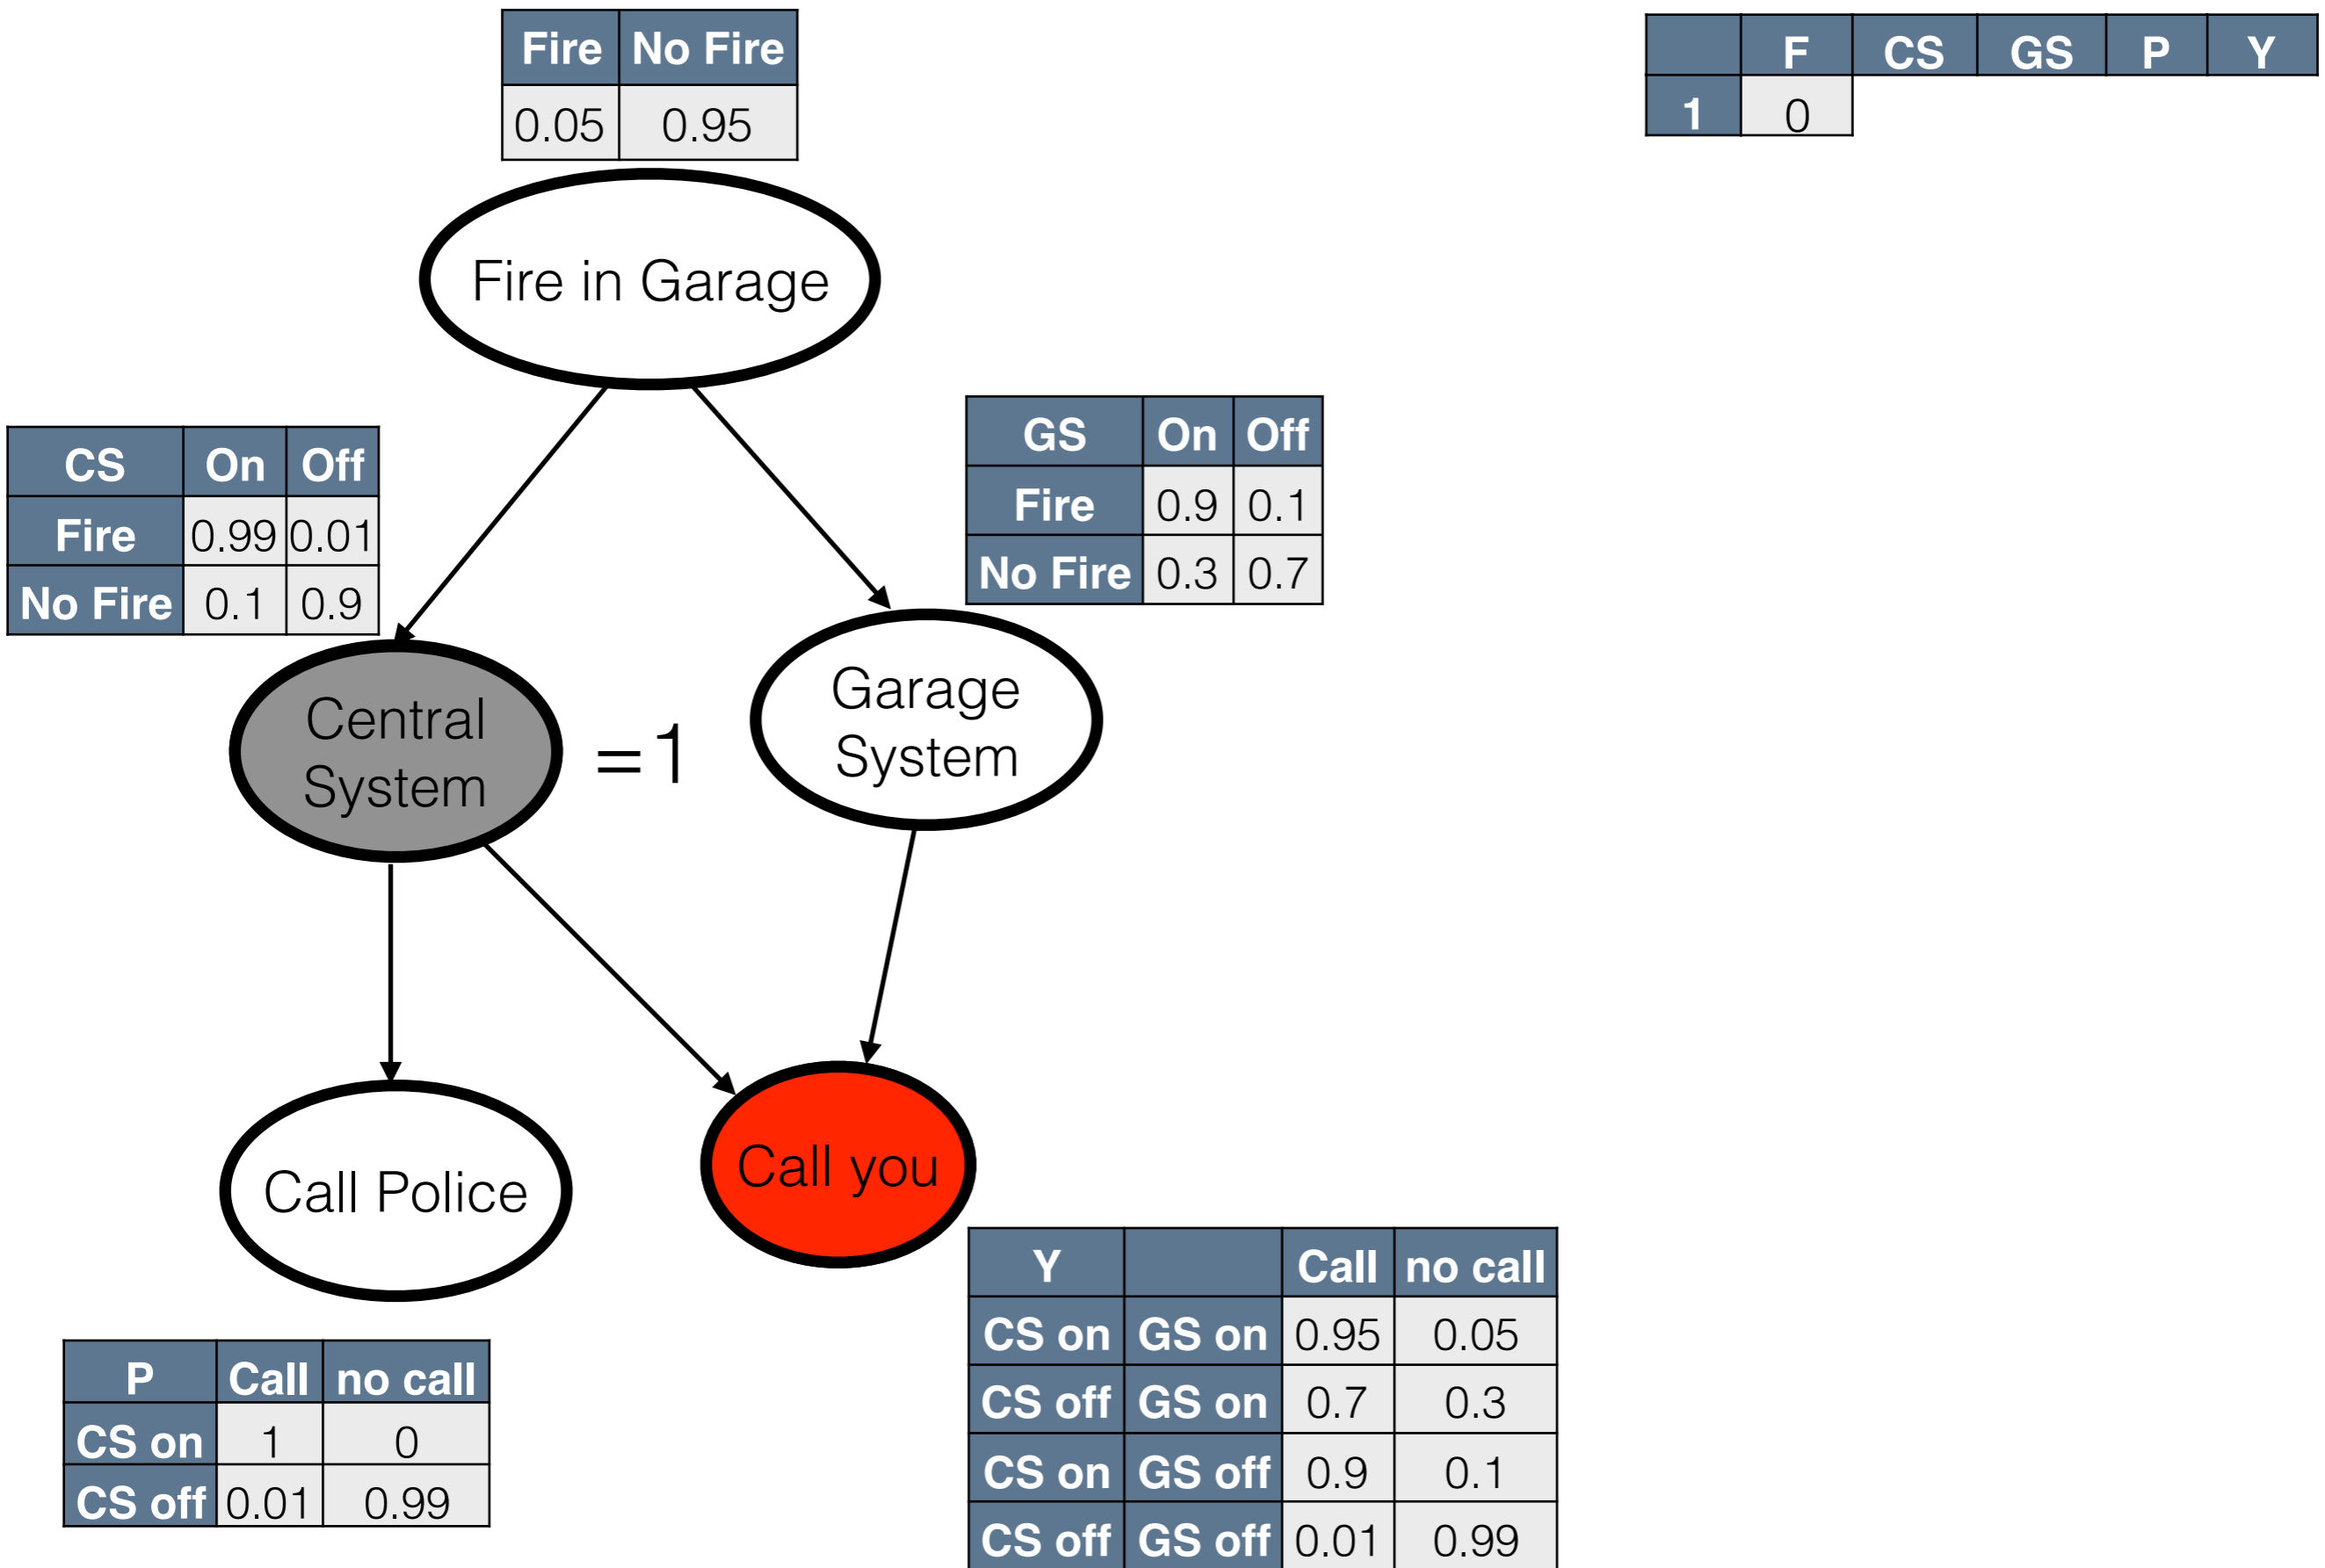 Fire No Fire
0.05 0.95
F CS GS P Y
1 0
Fire in Garage
CS On Off
Fire 0.99 0.01
No Fire 0.1 0.9
GS On Off
Fire 0.9 0.1
No Fire 0.3 0.7
Central
System
=1
Garage
System
Call Police
Call you
P Call no call
CS on 1 0
CS off 0.01 0.99
Y Call no call
CS on GS on 0.95 0.05
CS off GS on 0.7 0.3
CS on GS off 0.9 0.1
CS off GS off 0.01 0.99